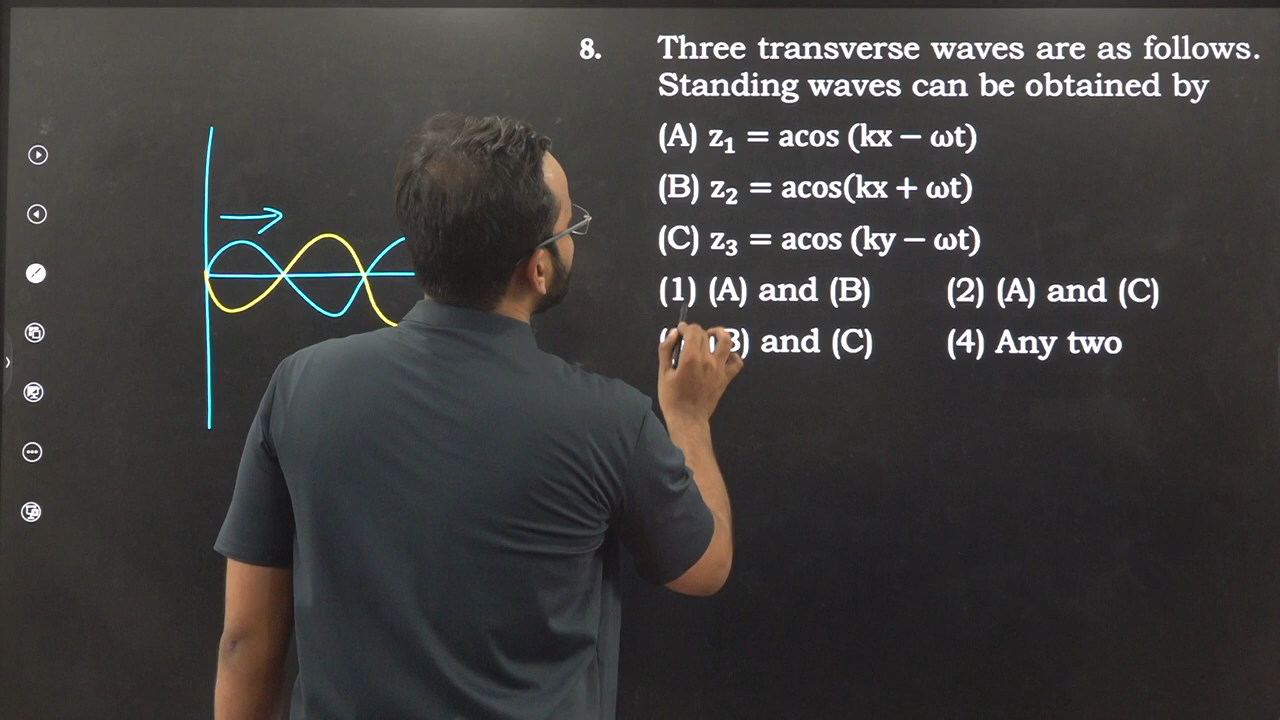 8. Three transverse waves are as follows.
Standing waves can be obtained by
(A) z₁ = acos (kx − ωt)
(B) z₂ = acos(kx + ωt)
(C) z₃ = acos (ky − ωt)
(1) (A) and (B) (2) (A) and (C)
B) and (C) (4) Any two